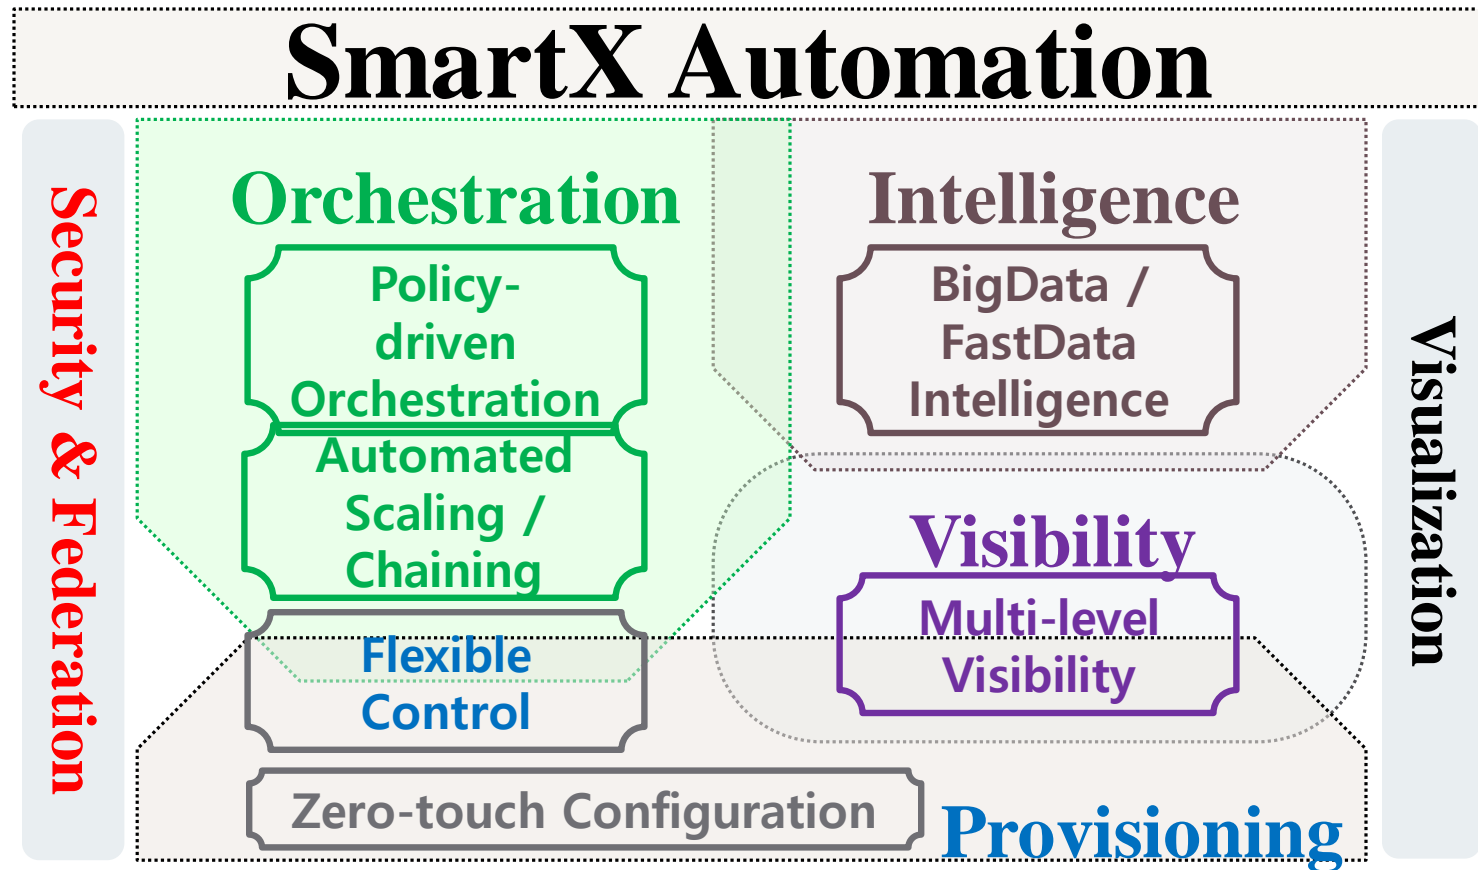 SmartX Automation
Security & Federation
Orchestration
Policy-
driven
Orchestration
Automated
Scaling /
Chaining
Flexible
Control
Zero-touch Configuration
Intelligence
BigData /
FastData
Intelligence
Visibility
Multi-level
Visibility
Provisioning
Visualization